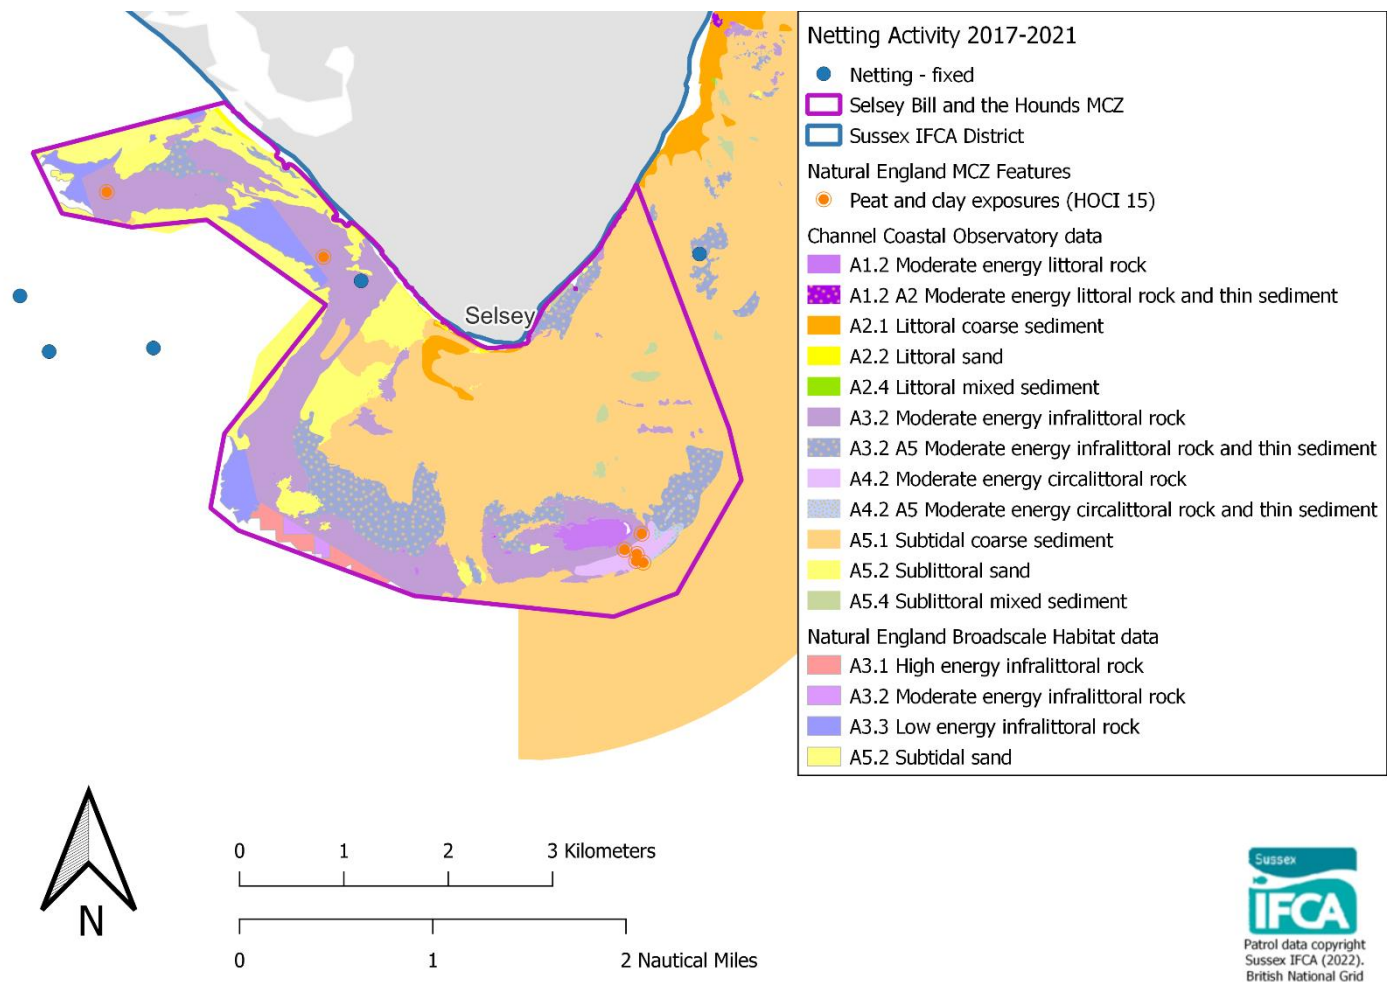 Netting Activity 2017-2021
Netting - fixed
Selsey Bill and the Hounds MCZ
Sussex IFCA District
Natural England MCZ Features
Peat and clay exposures (HOCI 15)
Channel Coastal Observatory data
A1.2 Moderate energy littoral rock
A1.2 A2 Moderate energy littoral rock and thin sediment
A2.1 Littoral coarse sediment
A2.2 Littoral sand
A2.4 Littoral mixed sediment
A3.2 Moderate energy infralittoral rock
A3.2 A5 Moderate energy infralittoral rock and thin sediment
A4.2 Moderate energy circalittoral rock
A4.2 A5 Moderate energy circalittoral rock and thin sediment
A5.1 Subtidal coarse sediment
A5.2 Sublittoral sand
A5.4 Sublittoral mixed sediment
Natural England Broadscale Habitat data
A3.1 High energy infralittoral rock
A3.2 Moderate energy infralittoral rock
A3.3 Low energy infralittoral rock
A5.2 Subtidal sand
Selsey
N
0 1 2 3 Kilometers
0 1 2 Nautical Miles
Sussex
IFCA
Patrol data copyright
Sussex IFCA (2022).
British National Grid